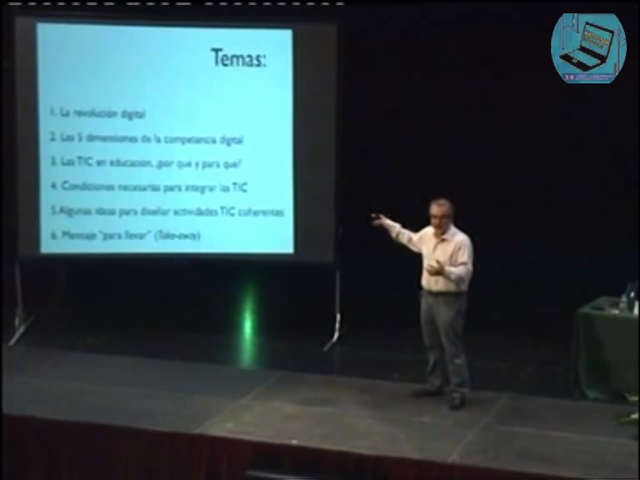 Temas:
1. La revolución digital
2. Las 5 dimensiones de la competencia digital
3. Las TIC en educación, ¿por qué y para qué?
4. Condiciones necesarias para integrar las TIC
5. Algunas ideas para diseñar actividades TIC coherentes
6. Mensaje "para llevar" (Take-away)